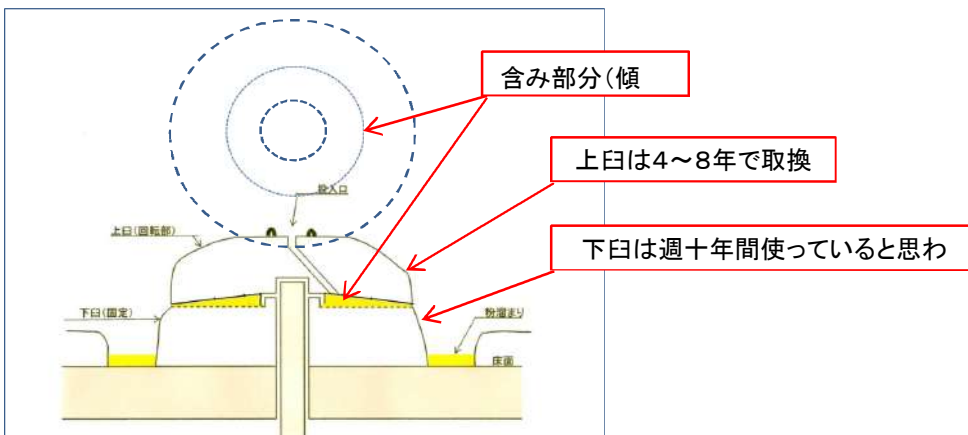 含み部分(傾
上臼は４～８年で取換
投入口
上臼(回転部)
下臼は週十年間使っていると思わ
下臼(固定)
粉溜まり
床面